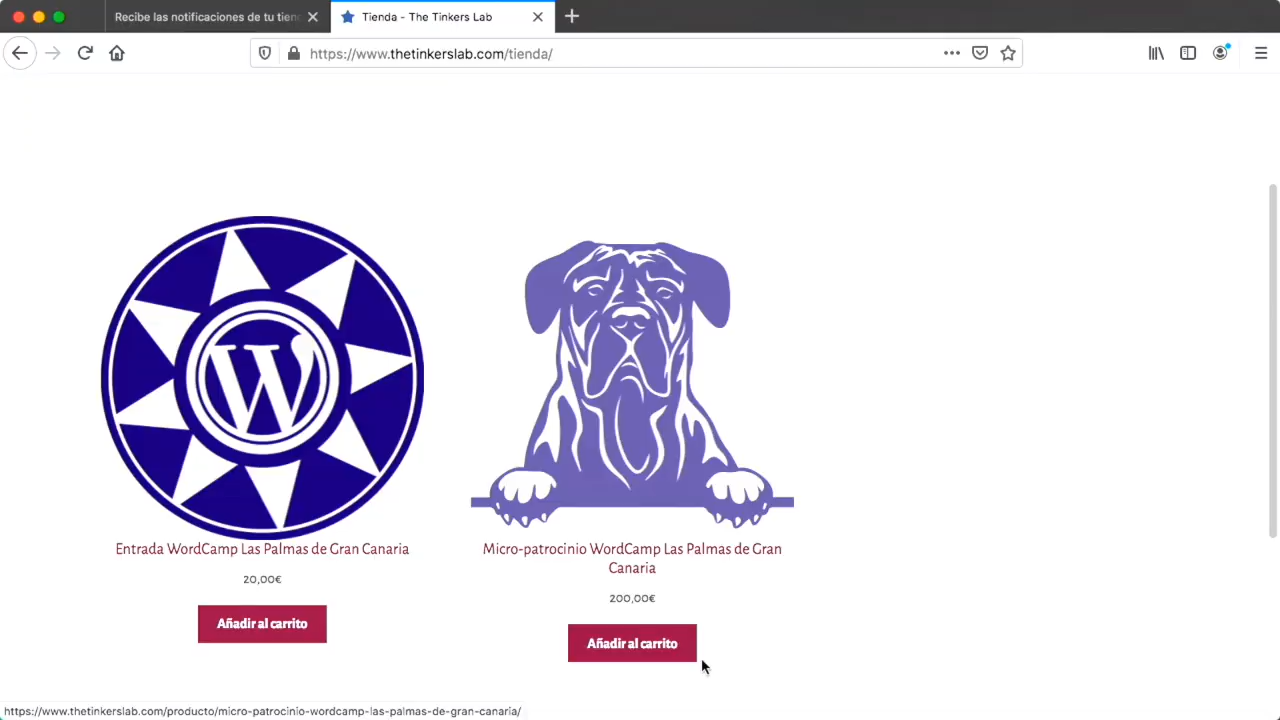 Recibe las notificaciones de tu tien
Tienda - The Tinkers Lab
https://www.thetinkerslab.com/tienda/
W
Entrada WordCamp Las Palmas de Gran Canaria
20,00€
Añadir al carrito
Micro-patrocinio WordCamp Las Palmas de Gran
Canaria
200,00€
Añadir al carrito
https://www.thetinkerslab.com/producto/micro-patrocinio-wordcamp-las-palmas-de-gran-canaria/